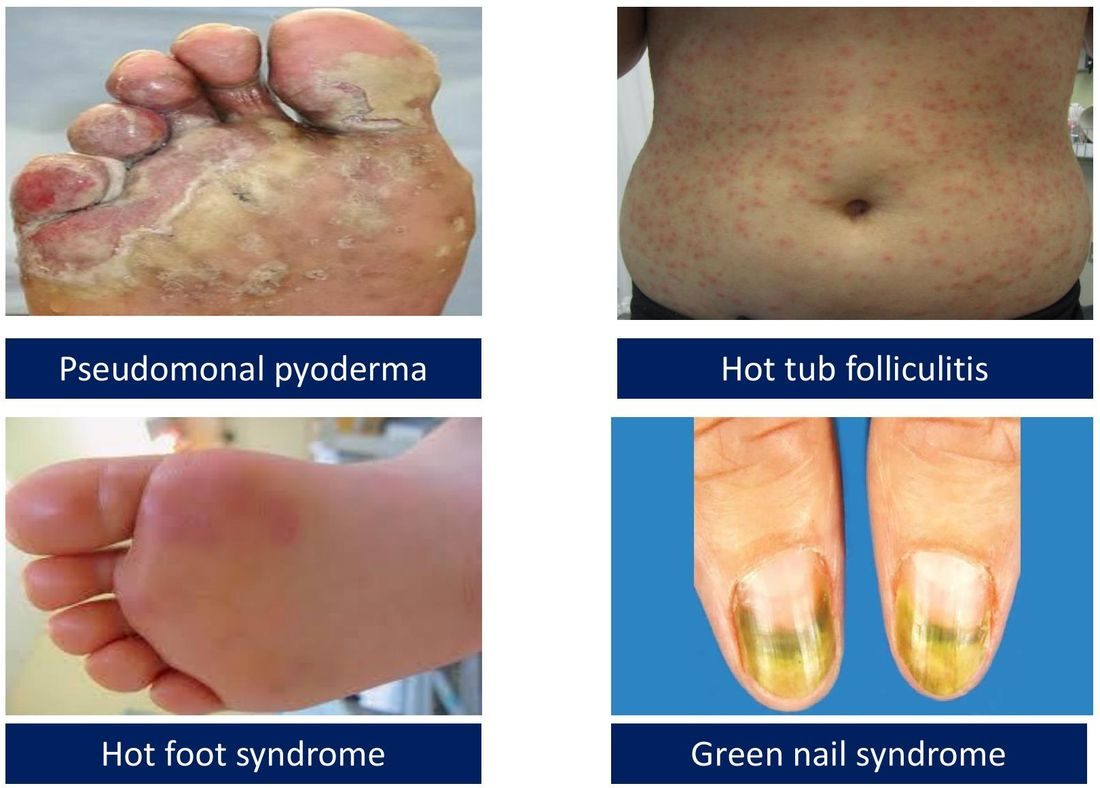 Pseudomonal pyoderma
Hot tub folliculitis
Hot foot syndrome
Green nail syndrome